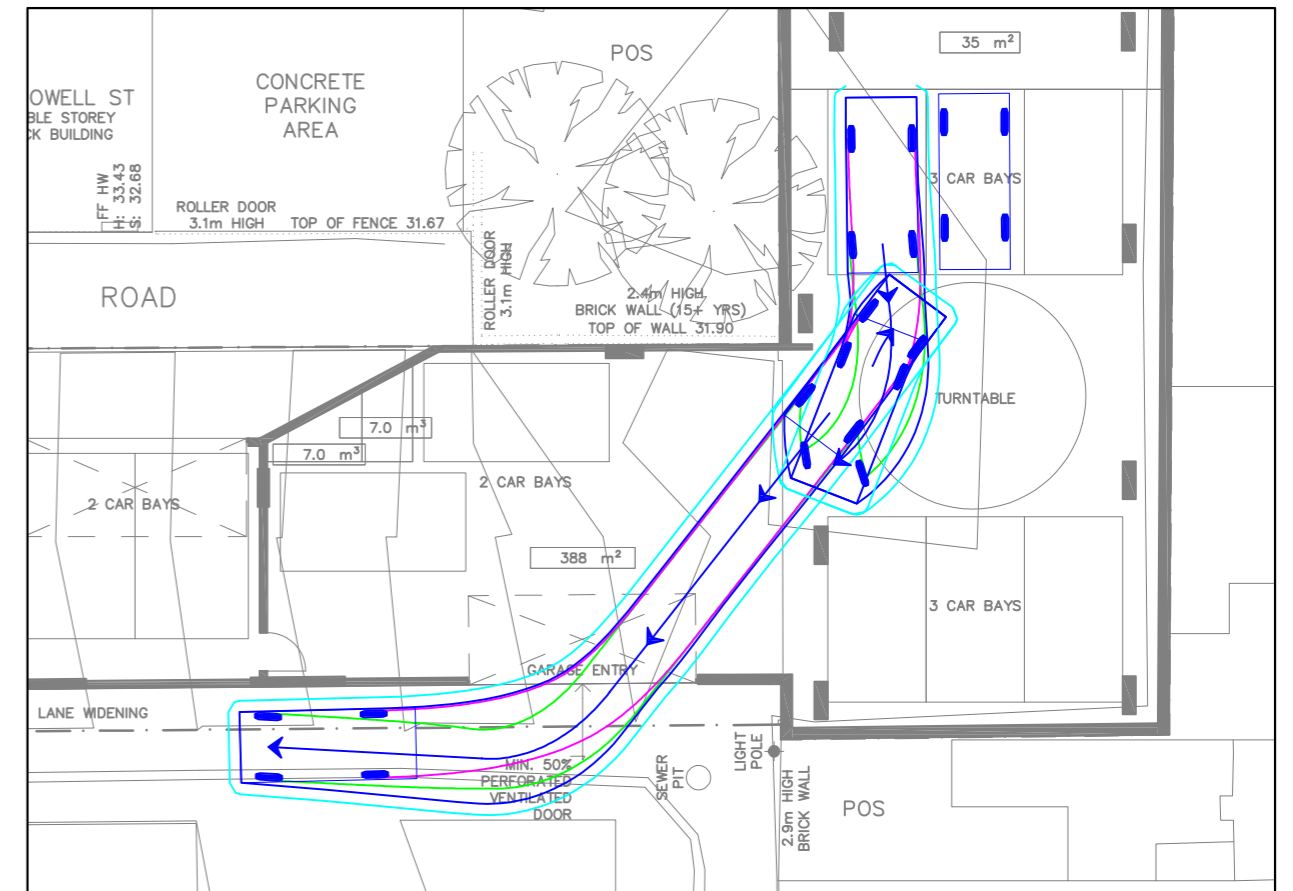 35 m²
POS
CONCRETE
PARKING
AREA
OWELL ST
BLE STOREY
CK BUILDING
FF HW
H: 33.43
S: 32.68
ROLLER DOOR
3.1m HIGH
TOP OF FENCE 31.67
3 CAR BAYS
ROLLER DOOR
3.1m HIGH
ROAD
2.4m HIGH
BRICK WALL (15+ YRS)
TOP OF WALL 31.90
TURNTABLE
7.0 m³
7.0 m³
2 CAR BAYS
2 CAR BAYS
388 m²
3 CAR BAYS
GARAGE ENTRY
LANE WIDENING
MIN. 50%
PERFORATED
VENTILATED
DOOR
SEWER
PIT
LIGHT
POLE
2.9m HIGH
BRICK WALL
POS